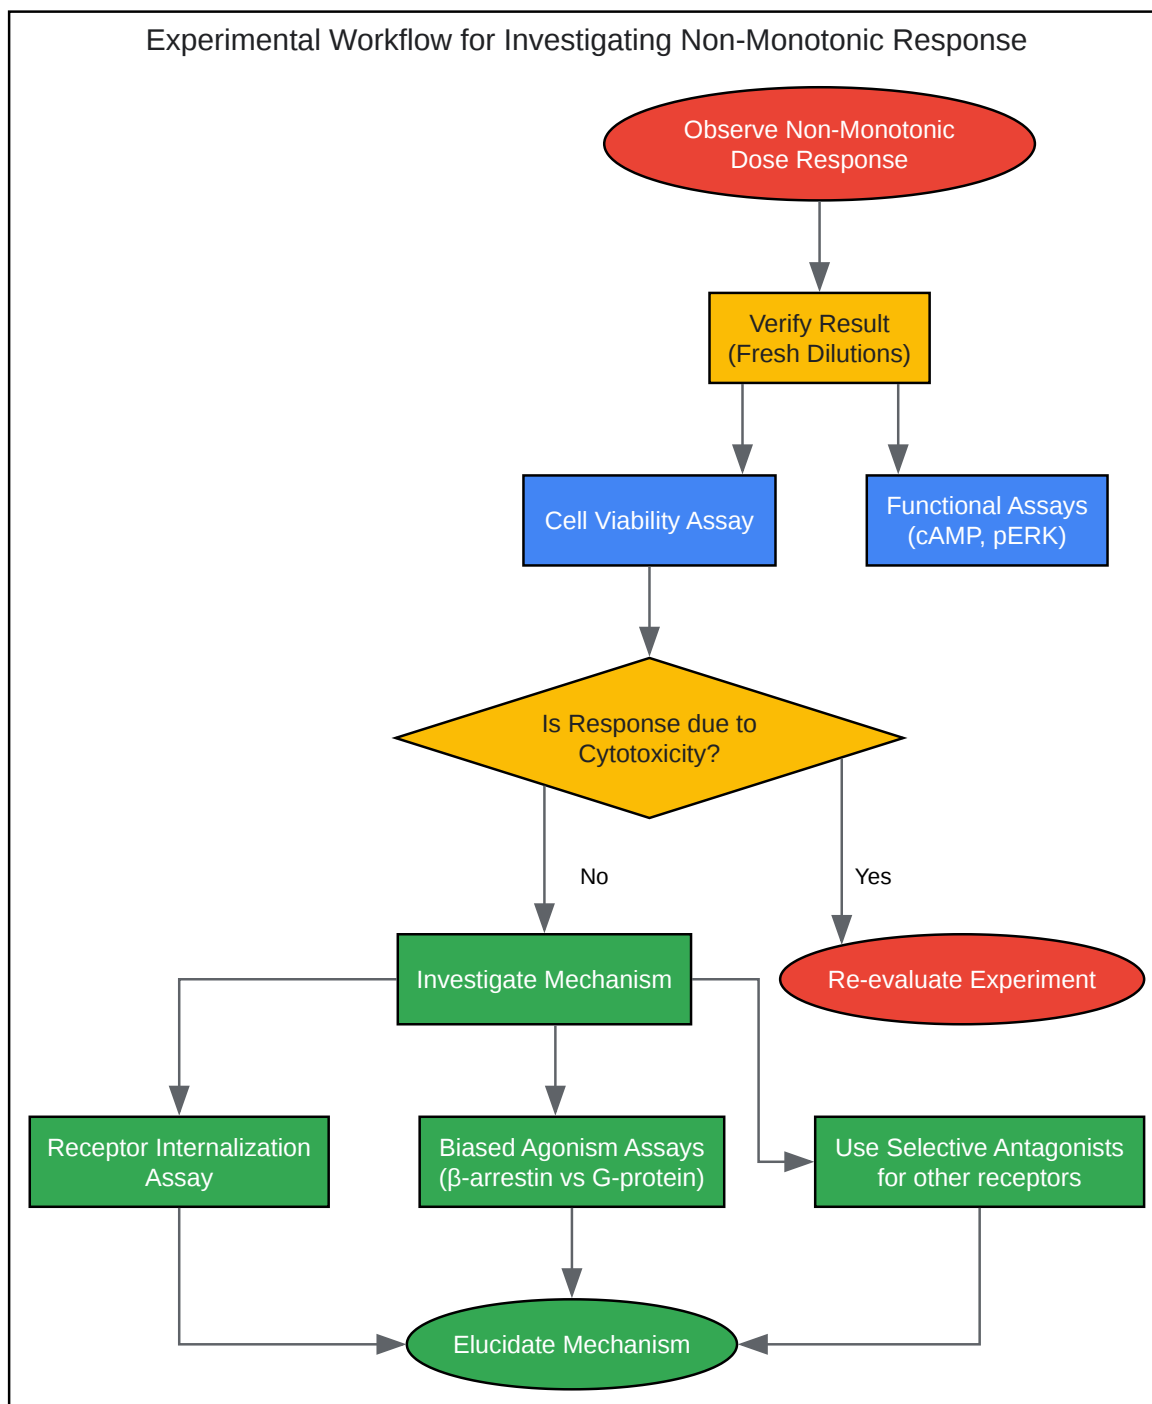 Experimental Workflow for Investigating Non-Monotonic Response
Observe Non-Monotonic
Dose Response
Verify Result
(Fresh Dilutions)
Cell Viability Assay
Functional Assays
(cAMP, pERK)
Is Response due to
Cytotoxicity?
No
Yes
Investigate Mechanism
Re-evaluate Experiment
Receptor Internalization
Assay
Biased Agonism Assays
(β-arrestin vs G-protein)
Use Selective Antagonists
for other receptors
Elucidate Mechanism